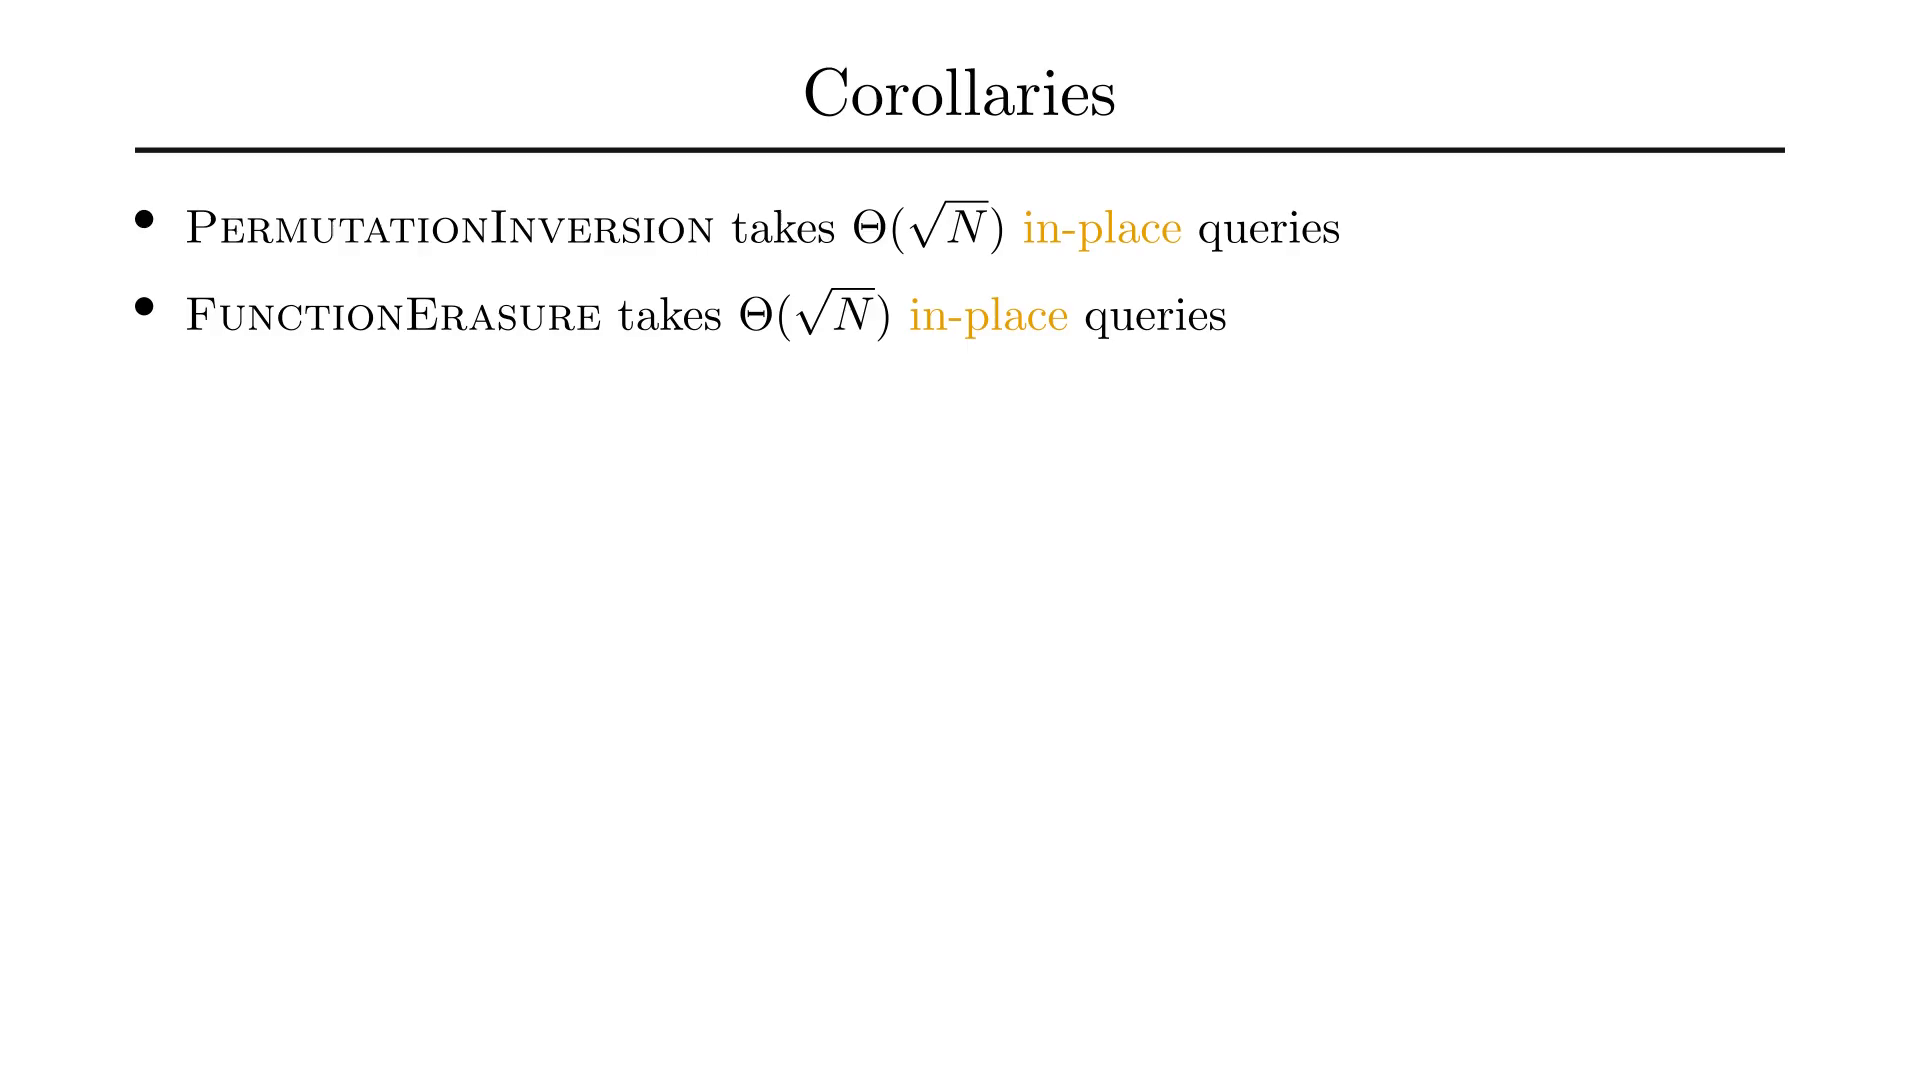 Corollaries
• PermutationInversion takes Θ(√N) in-place queries
• FunctionErasure takes Θ(√N) in-place queries